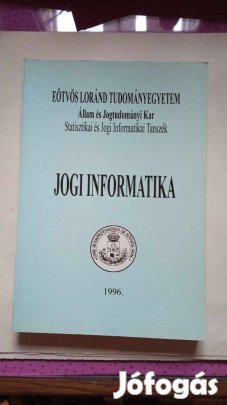 EÖTVÖS LORÁND TUDOMÁNYEGYETEM
Állam és Jogtudományi Kar
Statisztikai és Jogi Informatikai Tanszék
JOGI INFORMATIKA
1996.
Jófogás